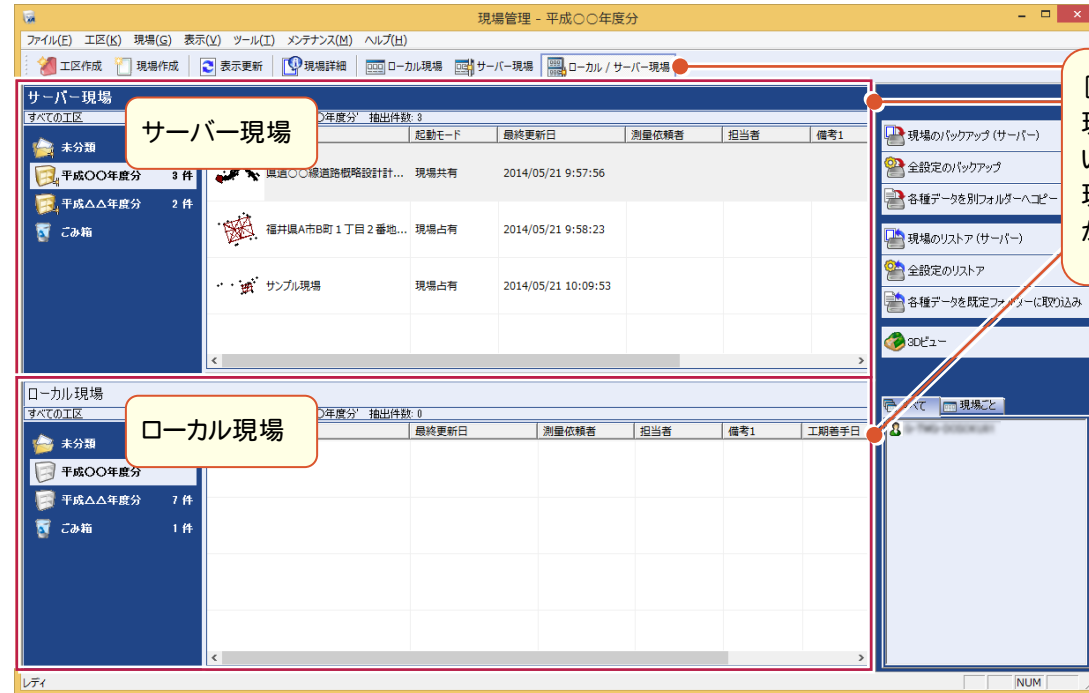 現場管理 - 平成○○年度分
ファイル(F) 工区(K) 現場(G) 表示(V) ツール(T) メンテナンス(M) ヘルプ(H)
工区作成 現場作成 表示更新 現場詳細 ローカル現場 サーバー現場 ローカル / サーバー現場
サーバー現場
すべての工区
○年度分' 抽出件数: 3
サーバー現場
起動モード 最終更新日 測量依頼者 担当者 備考1
未分類
平成○○年度分 3 件
平成△△年度分 2 件
ごみ箱
県道○○線道路概略設計計... 現場共有 2014/05/21 9:57:56
福井県A市B町1丁目2番地... 現場占有 2014/05/21 9:58:23
サンプル現場 現場占有 2014/05/21 10:09:53
現場のバックアップ (サーバー)
全設定のバックアップ
各種データを別フォルダーへコピー
現場のリストア (サーバー)
全設定のリストア
各種データを既定フォルダーに取り込み
3Dビュー
ローカル現場
すべての工区
○年度分' 抽出件数: 0
ローカル現場
最終更新日 測量依頼者 担当者 備考1 工期着手日
未分類
平成○○年度分
平成△△年度分 7 件
ごみ箱 1 件
すべて 現場ごと
レディ
NUM